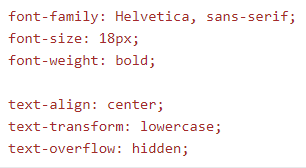 font-family: Helvetica, sans-serif;
font-size: 18px;
font-weight: bold;

text-align: center;
text-transform: lowercase;
text-overflow: hidden;